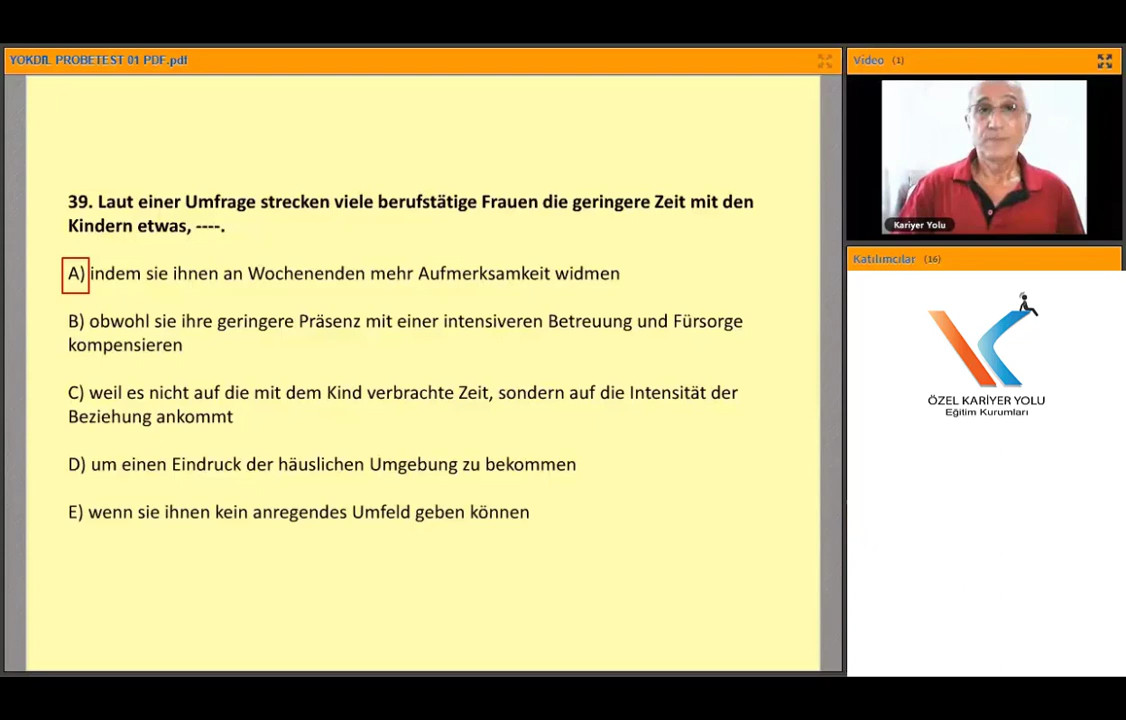 YOKDIL PROBETEST 01 PDF.pdf
39. Laut einer Umfrage strecken viele berufstätige Frauen die geringere Zeit mit den
Kindern etwas, ----.
A) indem sie ihnen an Wochenenden mehr Aufmerksamkeit widmen
B) obwohl sie ihre geringere Präsenz mit einer intensiveren Betreuung und Fürsorge
kompensieren
C) weil es nicht auf die mit dem Kind verbrachte Zeit, sondern auf die Intensität der
Beziehung ankommt
D) um einen Eindruck der häuslichen Umgebung zu bekommen
E) wenn sie ihnen kein anregendes Umfeld geben können
Video (1)
Kariyer Yolu
Katılımcılar (16)
ÖZEL KARİYER YOLU
Eğitim Kurumları